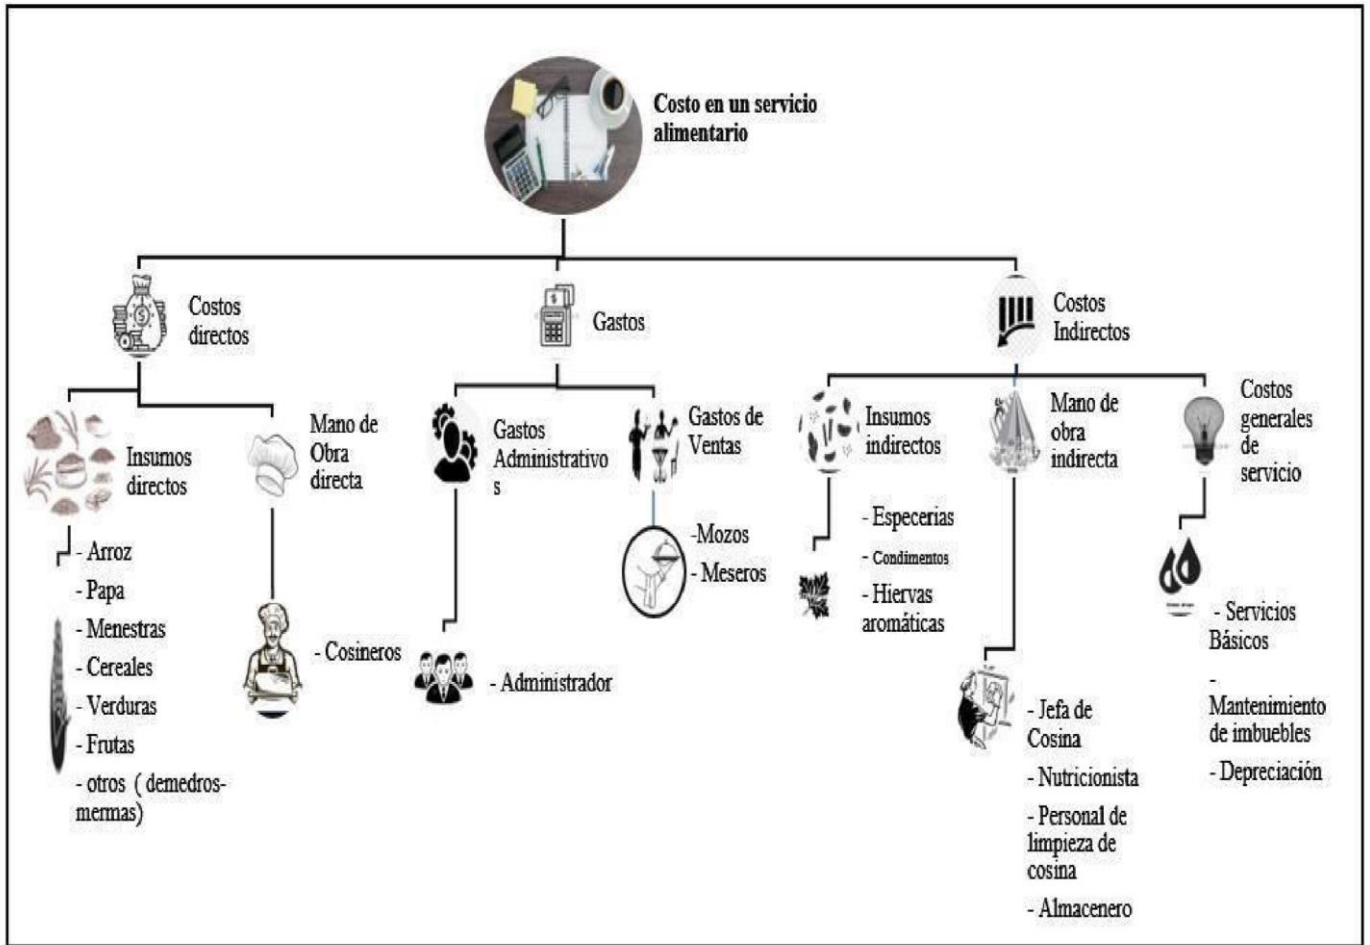 Costo en un servicio
alimentario
Costos
directos
Gastos
Costos
Indirectos
Insumos
directos
Mano de
Obra
directa
Gastos
Administrativo
s
Gastos de
Ventas
Insumos
indirectos
Mano de
obra
indirecta
Costos
generales
de
servicio
- Arroz
- Papa
- Menestras
- Cereales
- Verduras
- Frutas
- otros ( demedros-
mermas)
- Cosineros
- Administrador
-Mozos
- Meseros
- Especerias
- Condimentos
- Hiervas
aromáticas
- Jefa de
Cosina
- Nutricionista
- Personal de
limpieza de
cosina
- Almacenero
- Servicios
Básicos
-
Mantenimiento
de imbuebles
- Depreciación